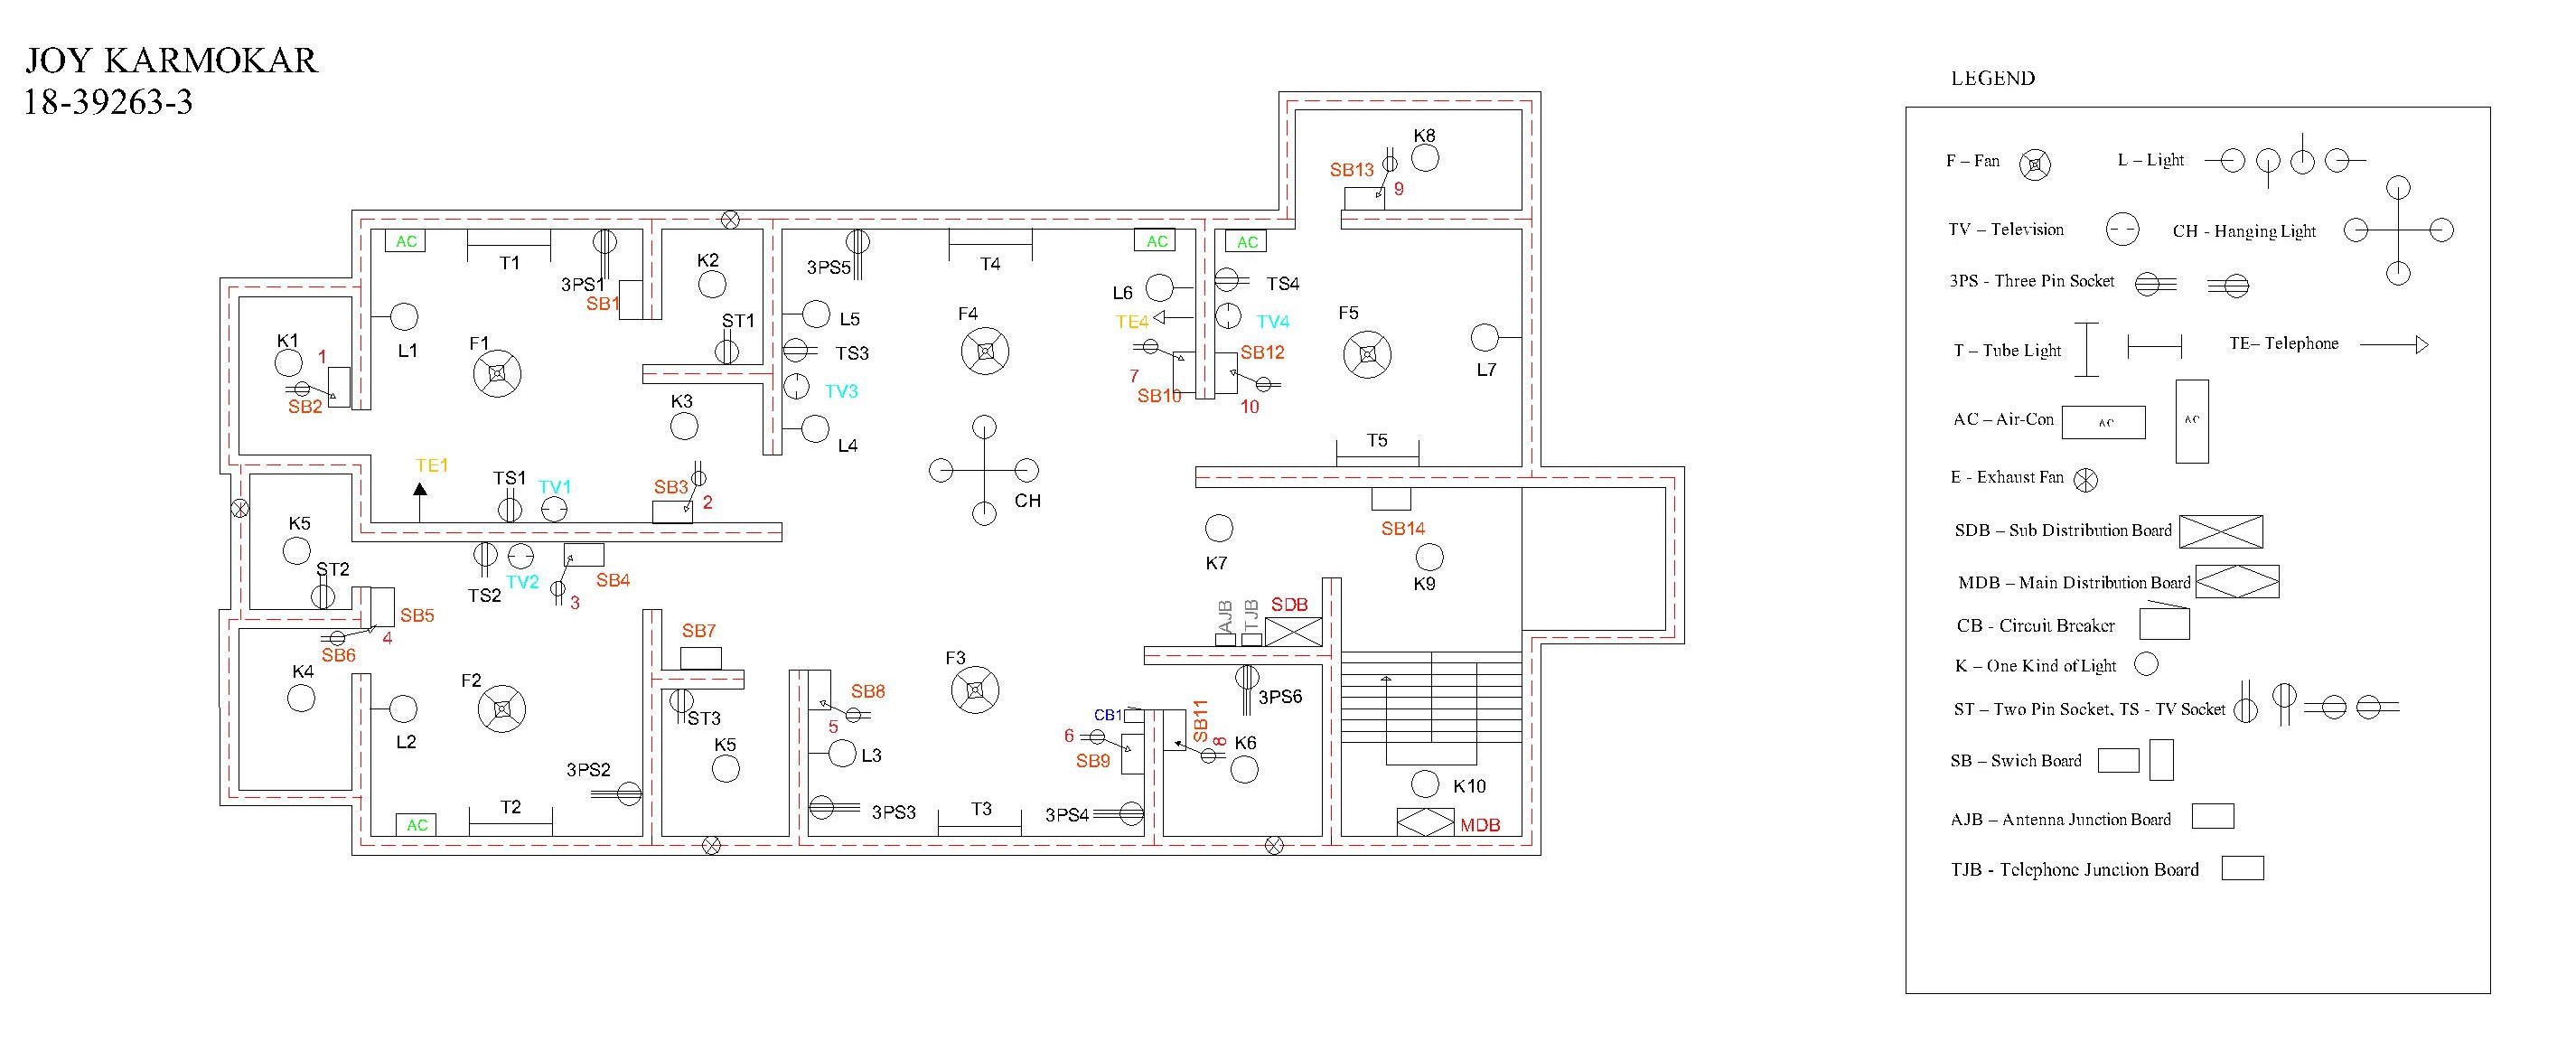 JOY KARMOKAR
18-39263-3
LEGEND
F – Fan
L – Light
TV – Television
CH - Hanging Light
3PS - Three Pin Socket
T – Tube Light
TE– Telephone
AC – Air-Con
AC
AC
E - Exhaust Fan
SDB – Sub Distribution Board
MDB – Main Distribution Board
CB - Circuit Breaker
K – One Kind of Light
ST – Two Pin Socket, TS - TV Socket
SB – Swich Board
AJB – Antenna Junction Board
TJB - Telephone Junction Board
K8
SB13
9
AC
T1
3PS1
SB1
K2
ST1
3PS5
T4
AC
AC
L6
TS4
TE4
TV4
F5
L5
F4
L1
F1
K1
1
SB2
TS3
TV3
L4
7
SB10
SB12
10
L7
K3
T5
TE1
TS1
TV1
SB3
2
CH
SB14
K5
ST2
K7
K9
TS2
TV2
SB4
3
SB5
4
SB6
SB7
AJB
TJB
SDB
K4
F2
F3
L2
ST3
SB8
5
L3
K5
CB1
6
SB9
SB11
8
3PS6
K6
3PS2
K10
AC
T2
3PS3
T3
3PS4
MDB